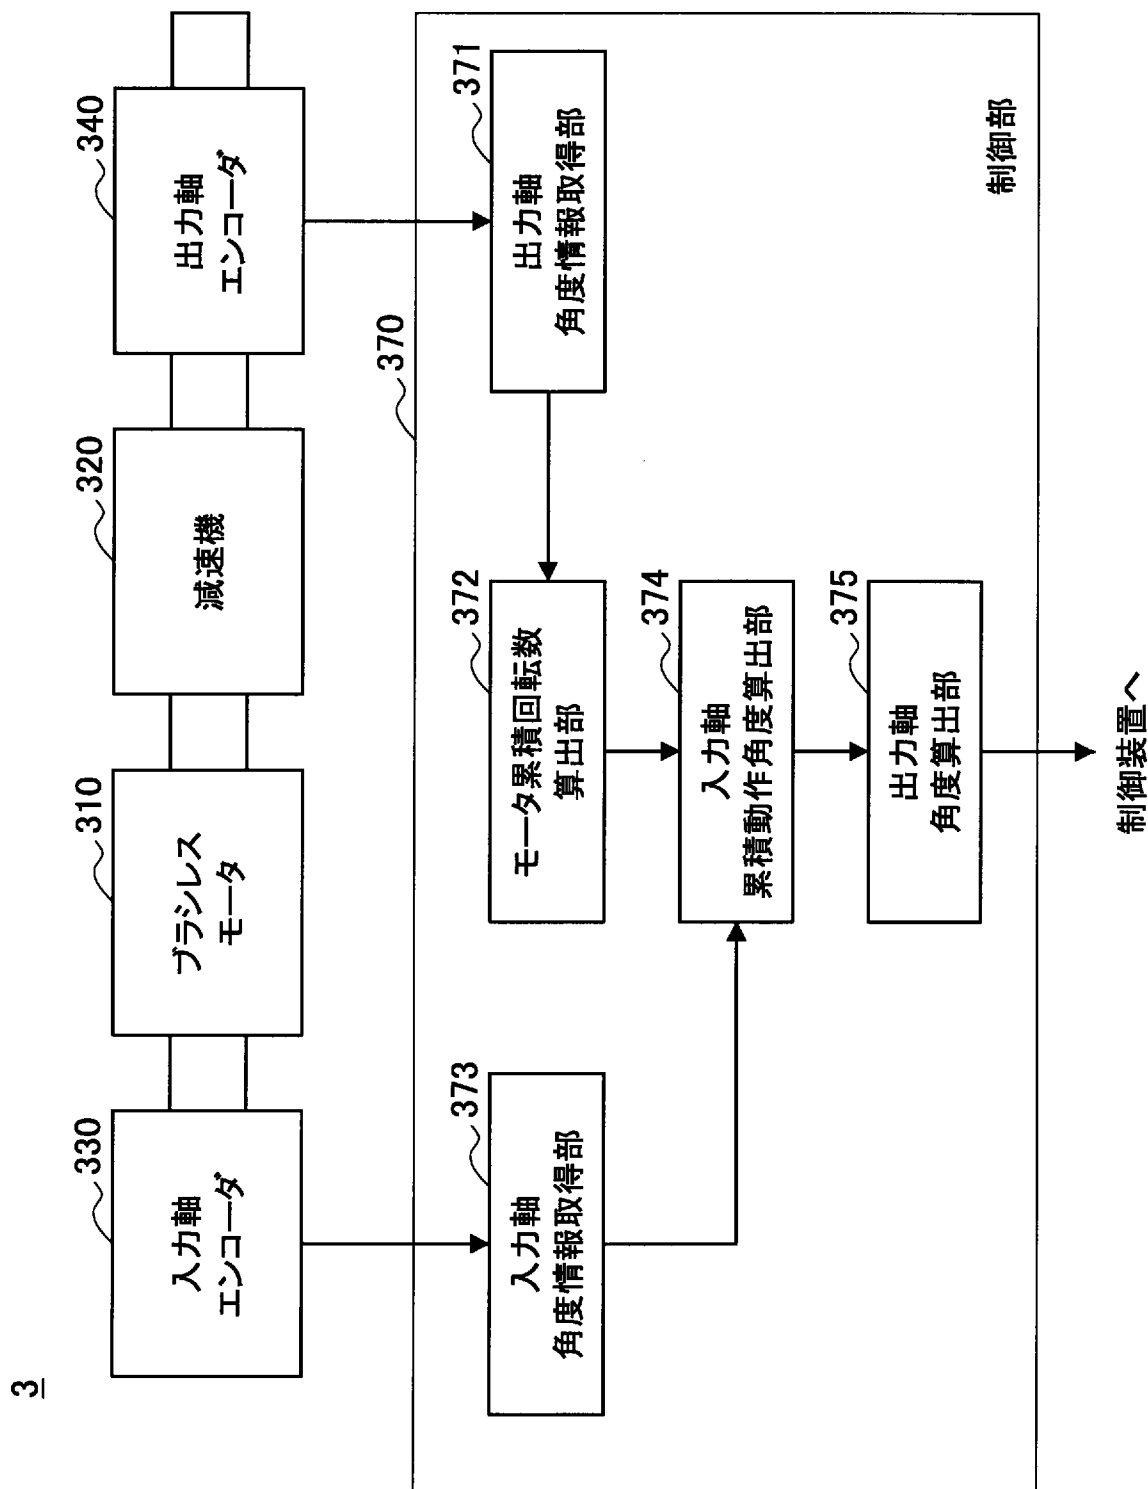 3
330
入力軸
エンコーダ
310
ブラシレス
モータ
320
減速機
340
出力軸
エンコーダ
370
373
入力軸
角度情報取得部
372
モータ累積回転数
算出部
371
出力軸
角度情報取得部
374
入力軸
累積動作角度算出部
375
出力軸
角度算出部
制御部
制御装置へ